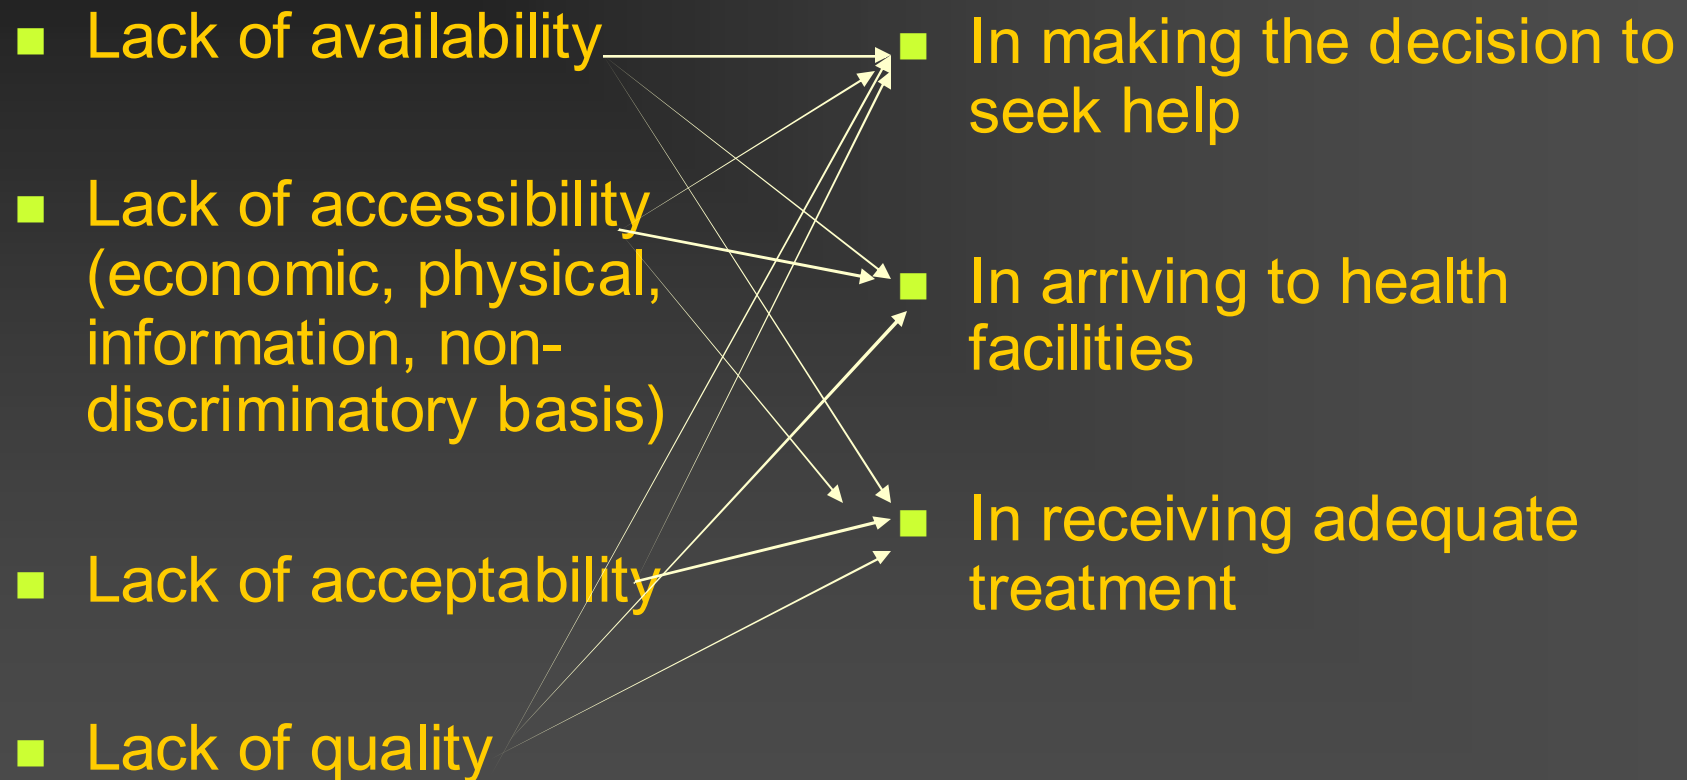 Lack of availability
Lack of accessibility
(economic, physical,
information, non-
discriminatory basis)
Lack of acceptability
Lack of quality
In making the decision to
seek help
In arriving to health
facilities
In receiving adequate
treatment